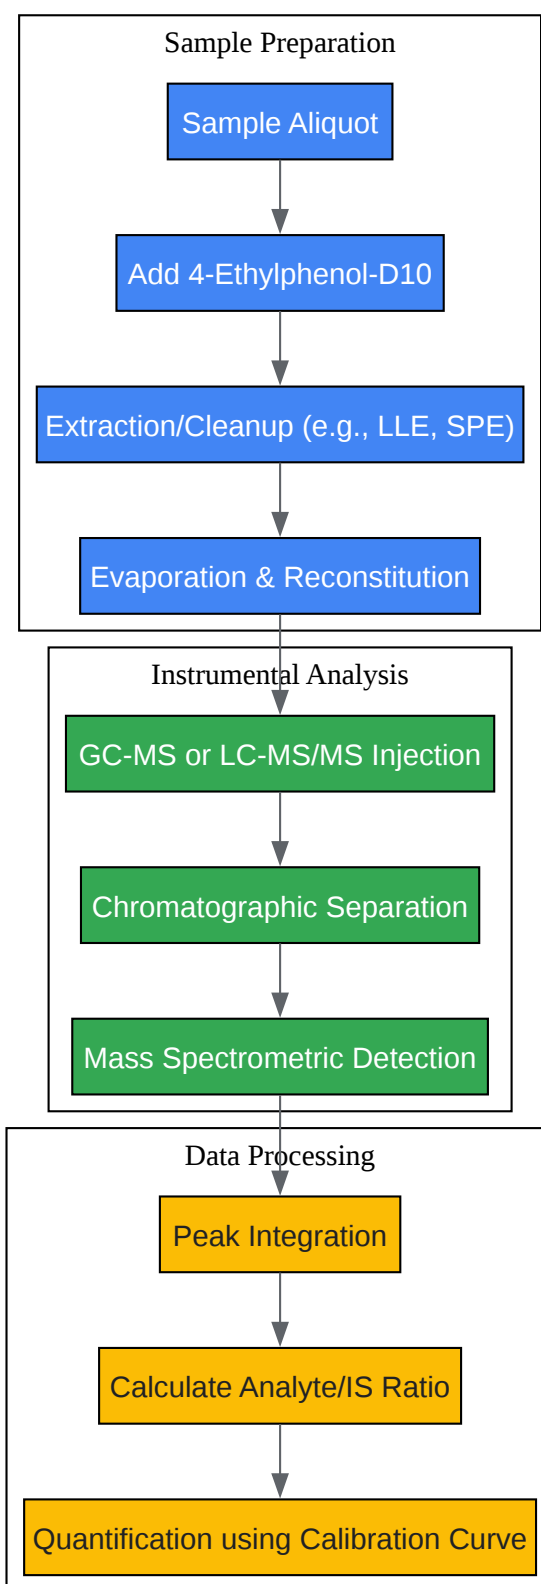 Sample Preparation
Sample Aliquot
Add 4-Ethylphenol-D10
Extraction/Cleanup (e.g., LLE, SPE)
Evaporation & Reconstitution
Instrumental Analysis
GC-MS or LC-MS/MS Injection
Chromatographic Separation
Mass Spectrometric Detection
Data Processing
Peak Integration
Calculate Analyte/IS Ratio
Quantification using Calibration Curve